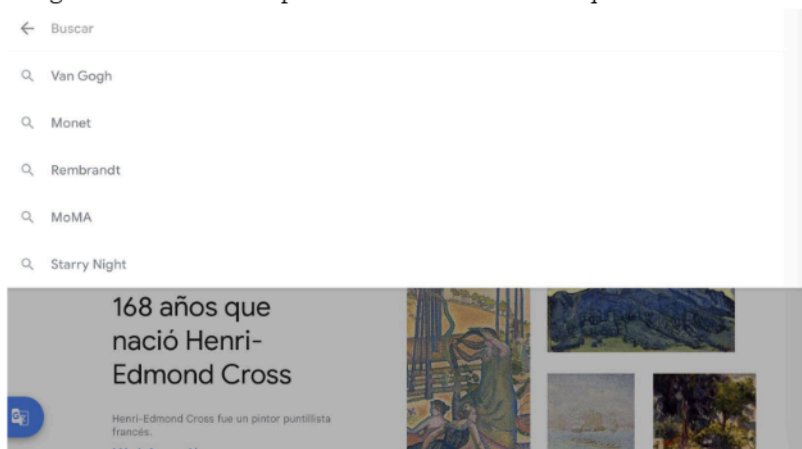 Buscar
Van Gogh
Monet
Rembrandt
MoMA
Starry Night
168 años que
nació Henri-
Edmond Cross
Henri-Edmond Cross fue un pintor puntillista
francés.